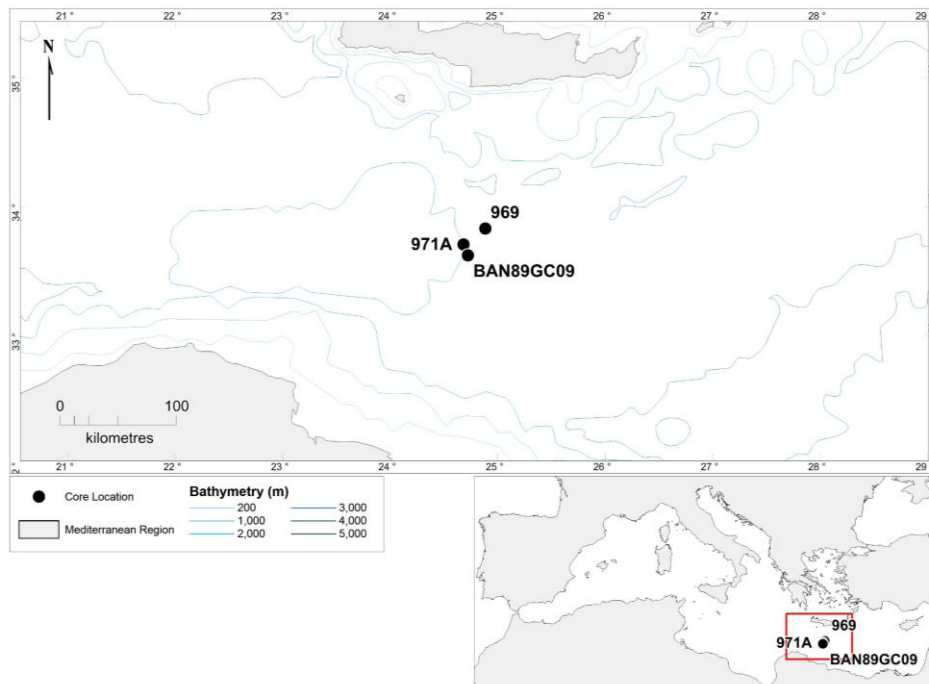 21 ° 22 ° 23 ° 24 ° 25 ° 26 ° 27 ° 28 ° 29
N
35 °
34 °
969
971A
BAN89GC09
33 °
0 100
kilometres
2 °
21 ° 22 ° 23 ° 24 ° 25 ° 26 ° 27 ° 28 ° 29
Core Location
Mediterranean Region
Bathymetry (m)
200
1,000
2,000
3,000
4,000
5,000
969
971A
BAN89GC09